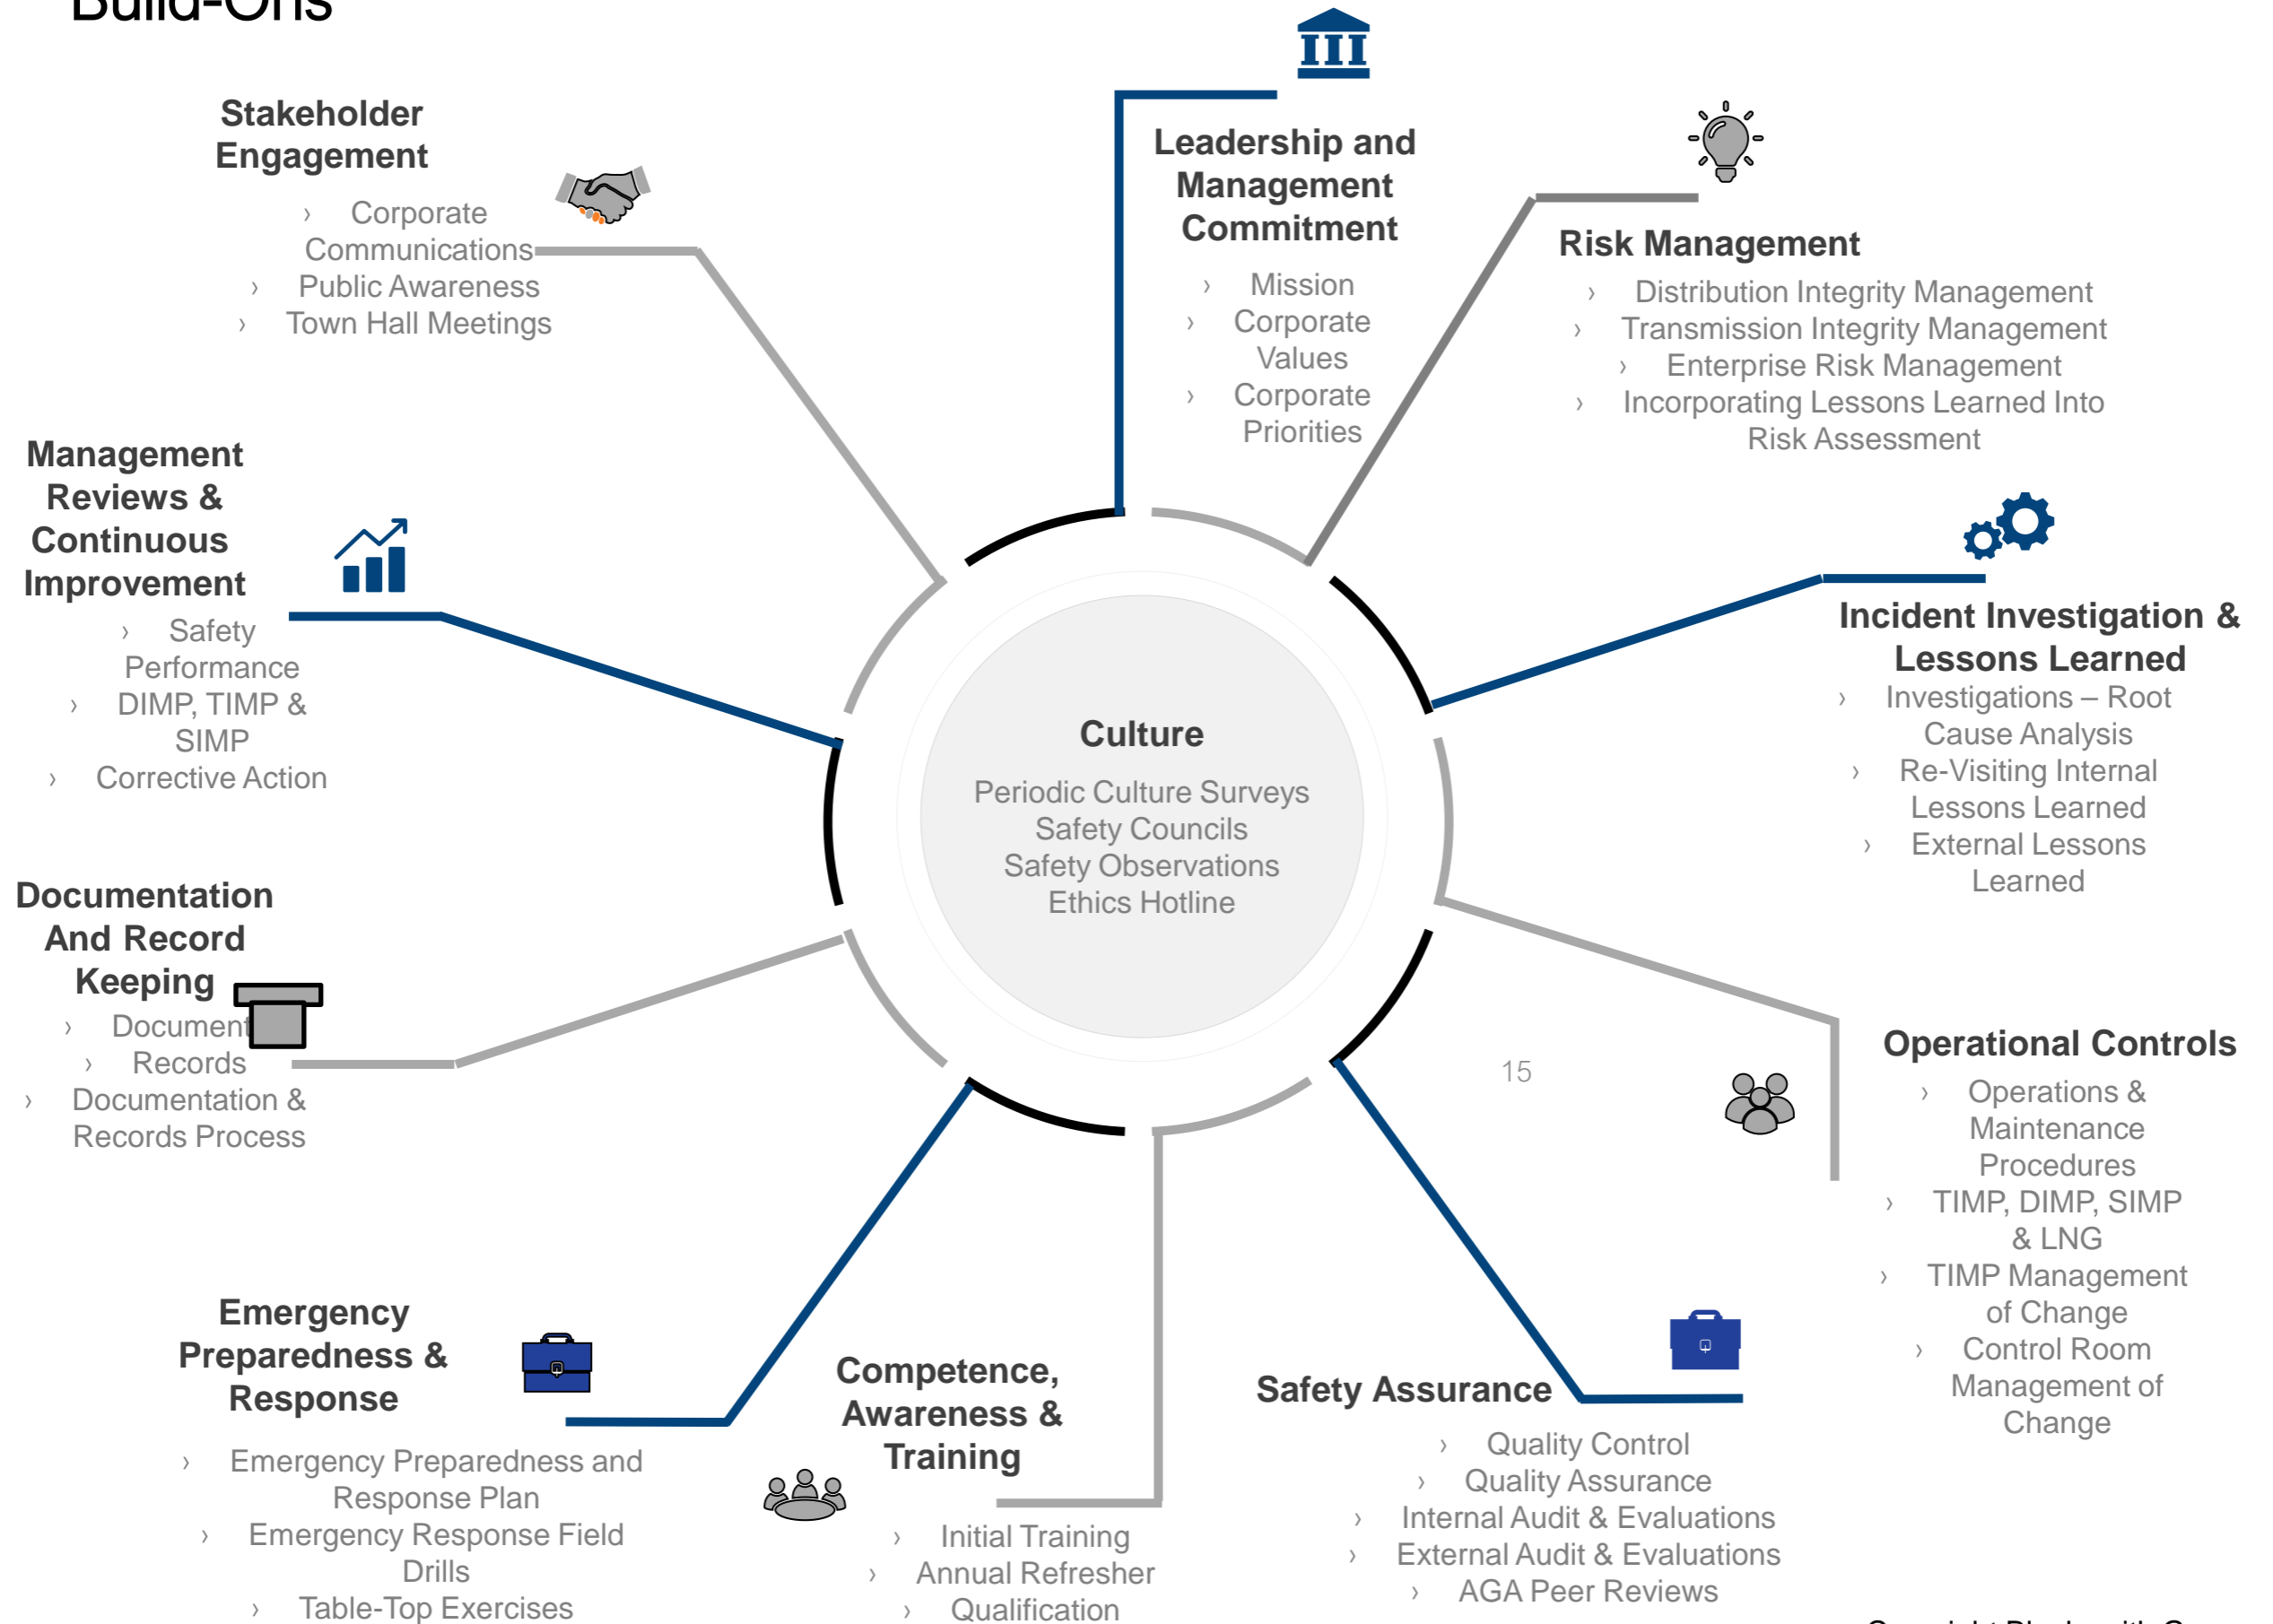 Build-Ons
Stakeholder
Engagement
› Corporate
Communications
› Public Awareness
› Town Hall Meetings
Leadership and
Management
Commitment
› Mission
› Corporate
Values
› Corporate
Priorities
Risk Management
› Distribution Integrity Management
› Transmission Integrity Management
› Enterprise Risk Management
› Incorporating Lessons Learned Into
Risk Assessment
Management
Reviews &
Continuous
Improvement
› Safety
Performance
› DIMP, TIMP &
SIMP
› Corrective Action
Incident Investigation &
Lessons Learned
› Investigations – Root
Cause Analysis
› Re-Visiting Internal
Lessons Learned
› External Lessons
Learned
Culture
Periodic Culture Surveys
Safety Councils
Safety Observations
Ethics Hotline
Documentation
And Record
Keeping
› Document
› Records
› Documentation &
Records Process
15
Operational Controls
› Operations &
Maintenance
Procedures
› TIMP, DIMP, SIMP
& LNG
› TIMP Management
of Change
› Control Room
Management of
Change
Emergency
Preparedness &
Response
› Emergency Preparedness and
Response Plan
› Emergency Response Field
Drills
› Table-Top Exercises
Competence,
Awareness &
Training
› Initial Training
› Annual Refresher
› Qualification
Safety Assurance
› Quality Control
› Quality Assurance
› Internal Audit & Evaluations
› External Audit & Evaluations
› AGA Peer Reviews